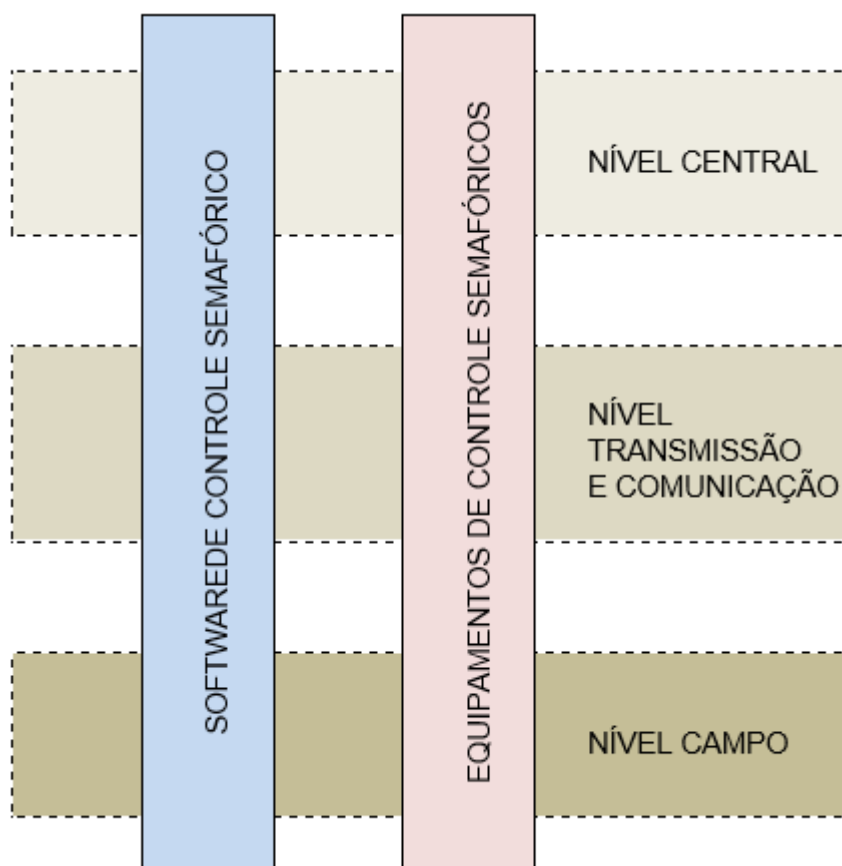 SOFTWAREDE CONTROLE SEMAFÓRICO
EQUIPAMENTOS DE CONTROLE SEMAFÓRICOS
NÍVEL CENTRAL
NÍVEL
TRANSMISSÃO
E COMUNICAÇÃO
NÍVEL CAMPO